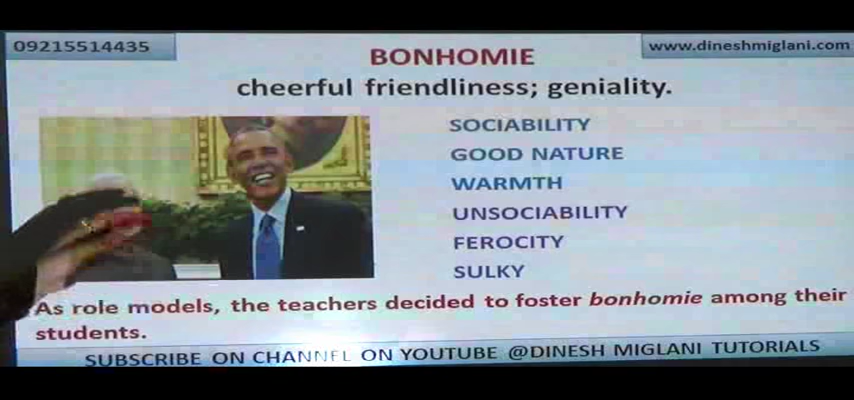 09215514435
www.dineshmiglani.com
BONHOMIE
cheerful friendliness; geniality.
SOCIABILITY
GOOD NATURE
WARMTH
UNSOCIABILITY
FEROCITY
SULKY
As role models, the teachers decided to foster bonhomie among their
students.
SUBSCRIBE ON CHANNEL ON YOUTUBE @DINESH MIGLANI TUTORIALS